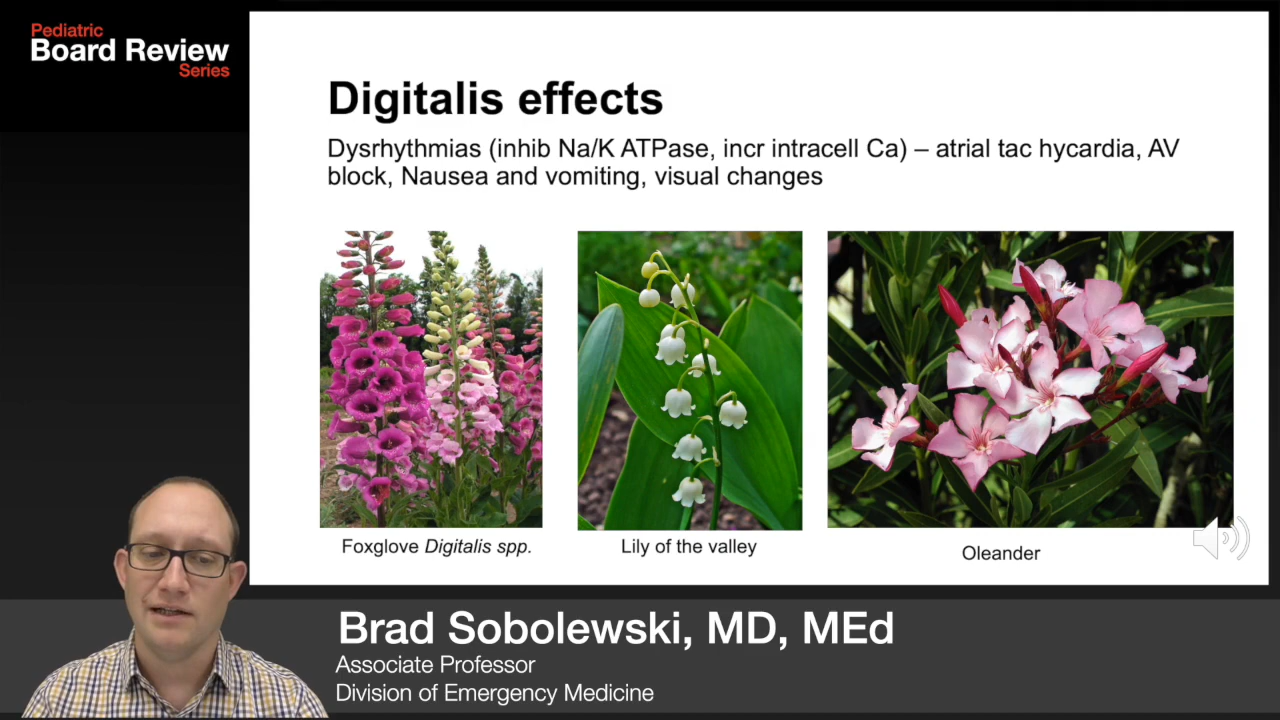 Pediatric
Board Review
Series
Digitalis effects
Dysrhythmias (inhib Na/K ATPase, incr intracell Ca) – atrial tac hycardia, AV
block, Nausea and vomiting, visual changes
Foxglove Digitalis spp.
Lily of the valley
Oleander
Brad Sobolewski, MD, MEd
Associate Professor
Division of Emergency Medicine